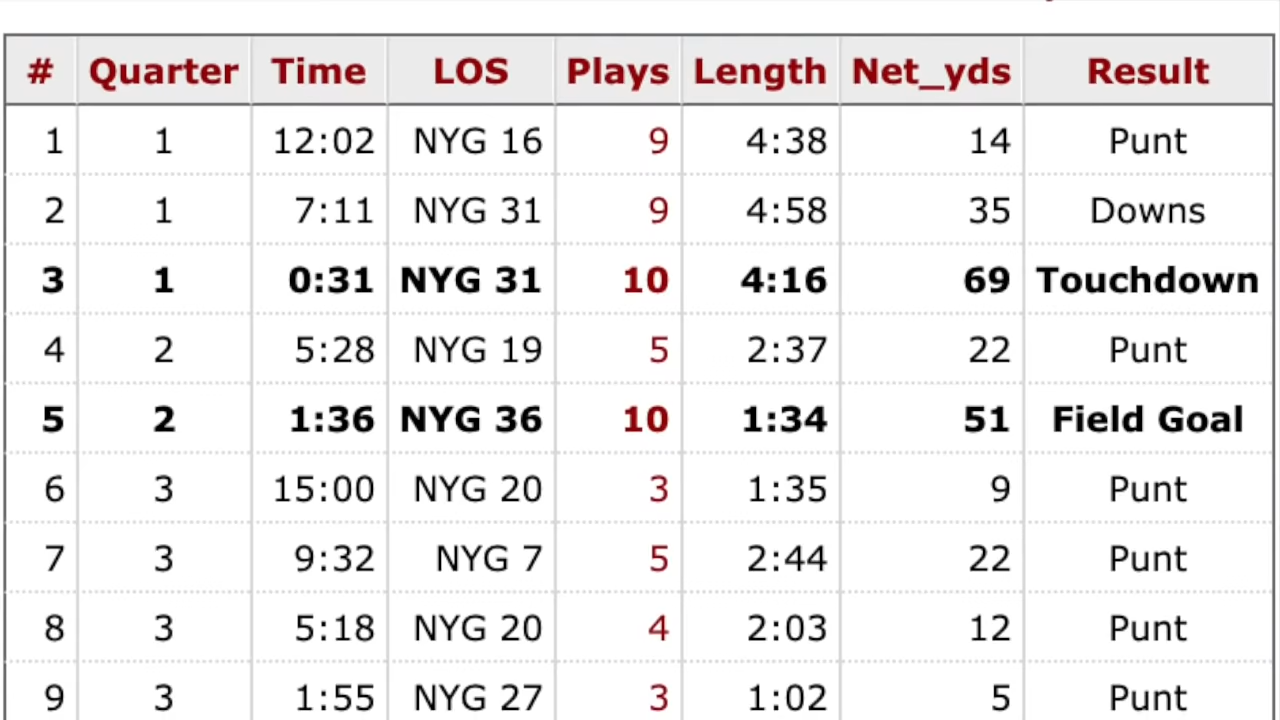 # Quarter Time LOS Plays Length Net_yds Result
1 1 12:02 NYG 16 9 4:38 14 Punt
2 1 7:11 NYG 31 9 4:58 35 Downs
3 1 0:31 NYG 31 10 4:16 69 Touchdown
4 2 5:28 NYG 19 5 2:37 22 Punt
5 2 1:36 NYG 36 10 1:34 51 Field Goal
6 3 15:00 NYG 20 3 1:35 9 Punt
7 3 9:32 NYG 7 5 2:44 22 Punt
8 3 5:18 NYG 20 4 2:03 12 Punt
9 3 1:55 NYG 27 3 1:02 5 Punt